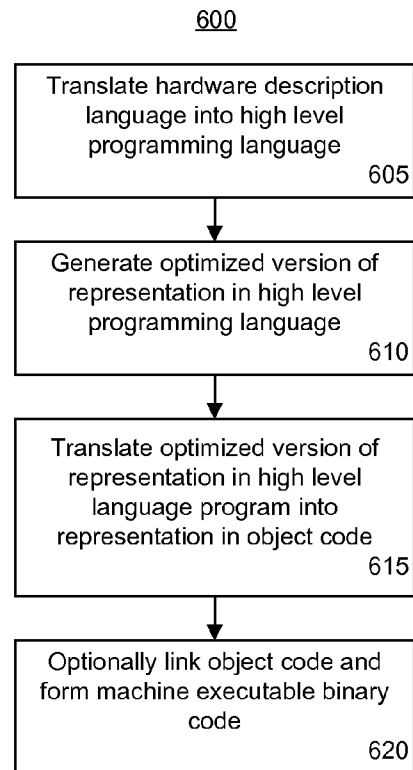 600
Translate hardware description
language into high level
programming language
605
Generate optimized version of
representation in high level
programming language
610
Translate optimized version of
representation in high level
language program into
representation in object code
615
Optionally link object code and
form machine executable binary
code
620